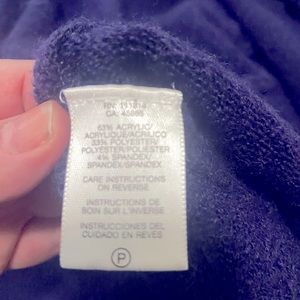 63% ACRYLIC/
ACRYLIQUE/ACRILICO
33% POLYESTER/
POLYESTER/POLIESTER
4% SPANDEX/
SPANDEX/SPANDEX
CARE INSTRUCTIONS
ON REVERSE
INSTRUCTIONS DE
SOIN SUR L'INVERSE
INSTRUCCIONES DEL
CUIDADO EN REVES
P